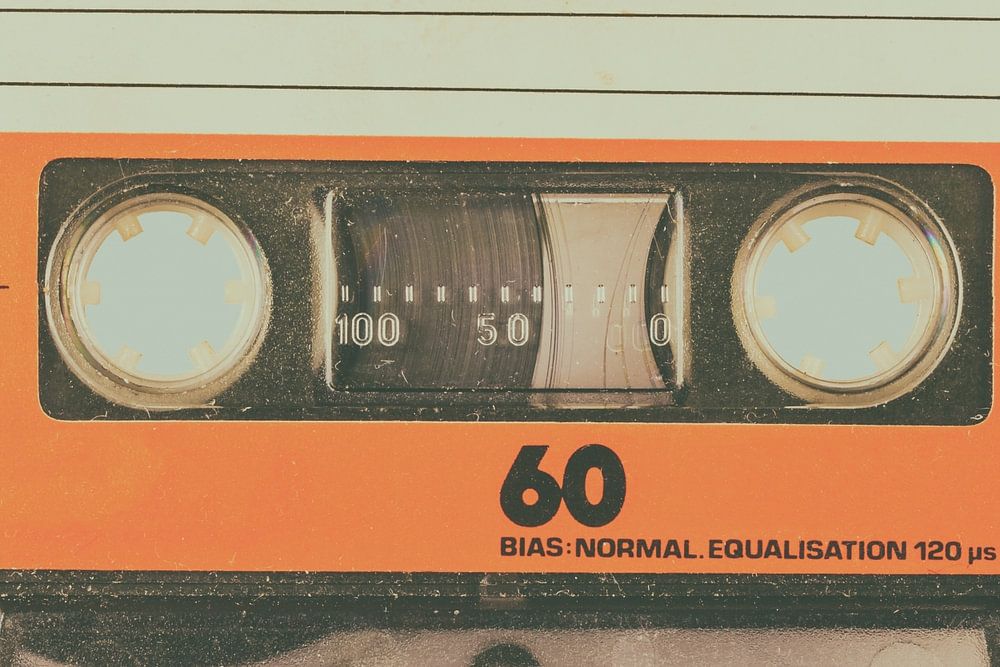 100 50 0
60
BIAS:NORMAL.EQUALISATION 120 µs